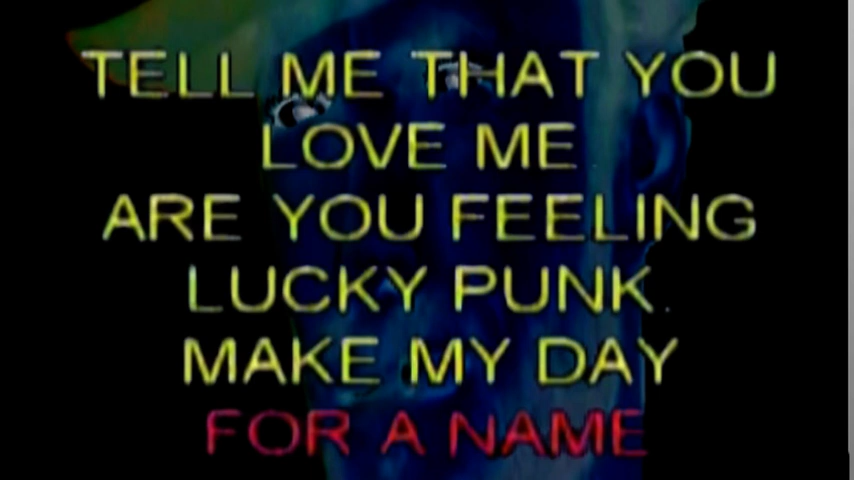 TELL ME THAT YOU
LOVE ME
ARE YOU FEELING
LUCKY PUNK.
MAKE MY DAY
FOR A NAME